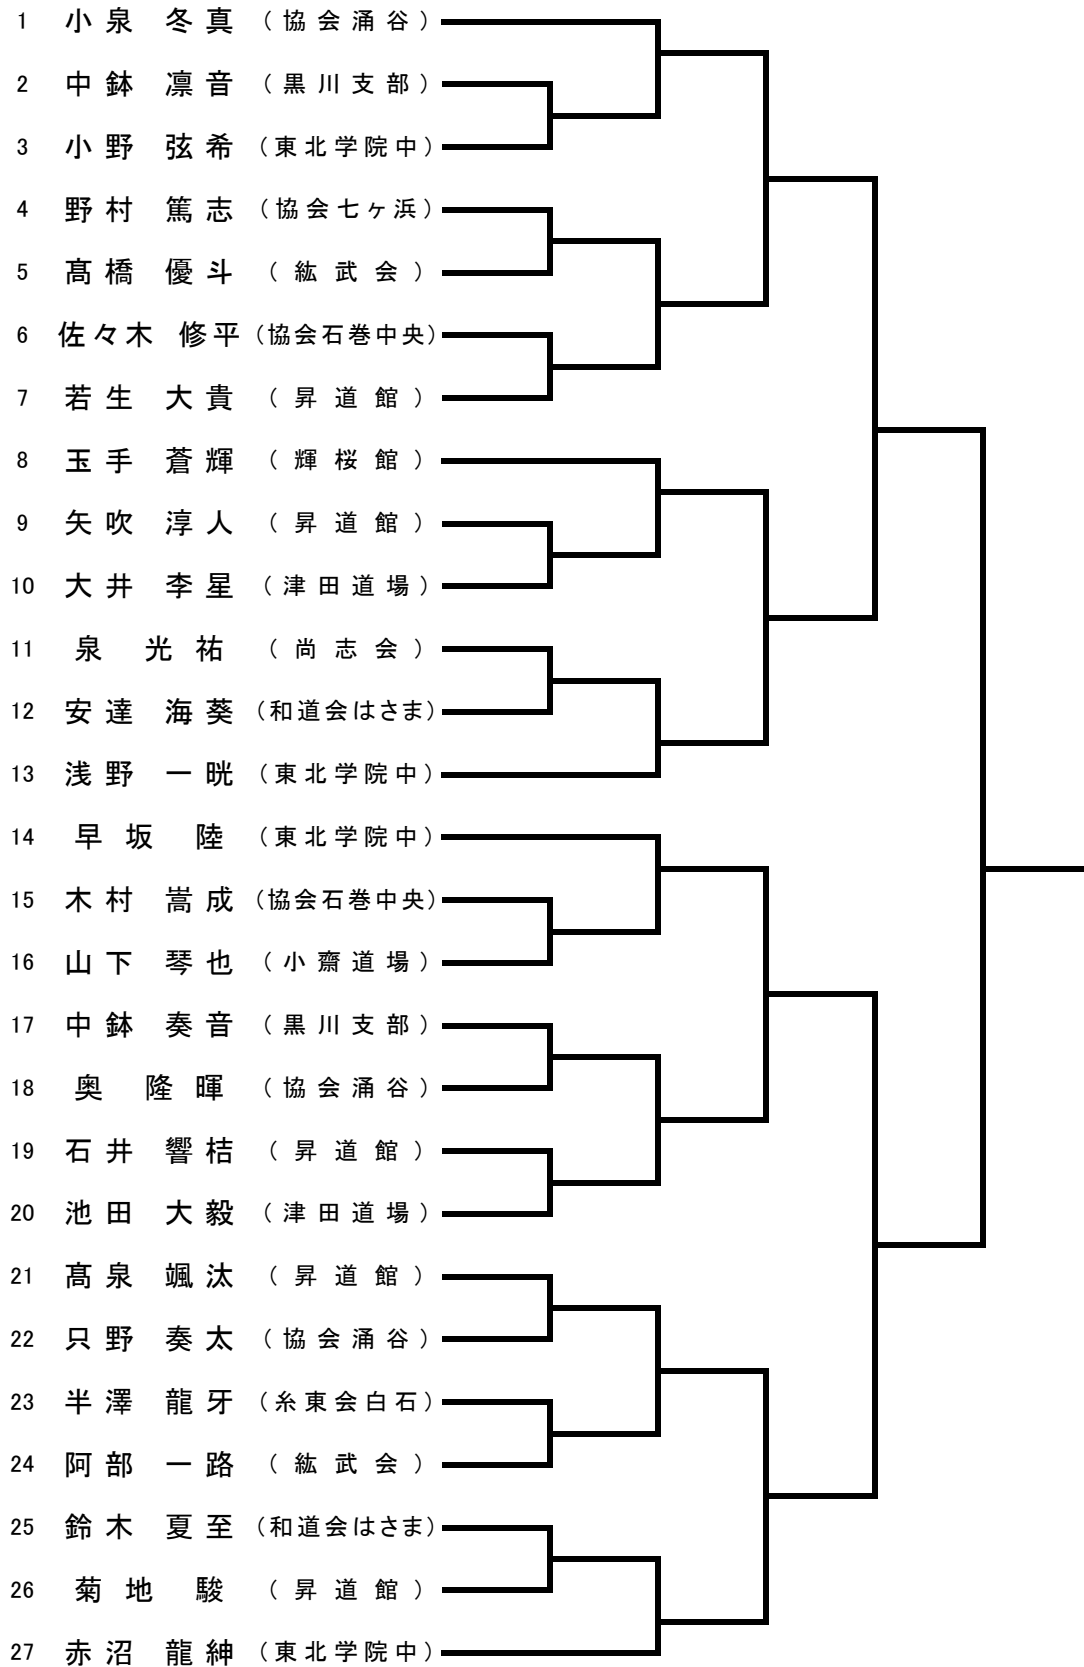 1 小泉 冬真 (協会涌谷)
2 中鉢 凛音 (黒川支部)
3 小野 弦希 (東北学院中)
4 野村 篤志 (協会七ヶ浜)
5 髙橋 優斗 (紘武会)
6 佐々木 修平 (協会石巻中央)
7 若生 大貴 (昇道館)
8 玉手 蒼輝 (輝桜館)
9 矢吹 淳人 (昇道館)
10 大井 李星 (津田道場)
11 泉 光祐 (尚志会)
12 安達 海葵 (和道会はさま)
13 浅野 一晄 (東北学院中)
14 早坂 陸 (東北学院中)
15 木村 嵩成 (協会石巻中央)
16 山下 琴也 (小齋道場)
17 中鉢 奏音 (黒川支部)
18 奥 隆暉 (協会涌谷)
19 石井 響桔 (昇道館)
20 池田 大毅 (津田道場)
21 髙泉 颯汰 (昇道館)
22 只野 奏太 (協会涌谷)
23 半澤 龍牙 (糸東会白石)
24 阿部 一路 (紘武会)
25 鈴木 夏至 (和道会はさま)
26 菊地 駿 (昇道館)
27 赤沼 龍紳 (東北学院中)